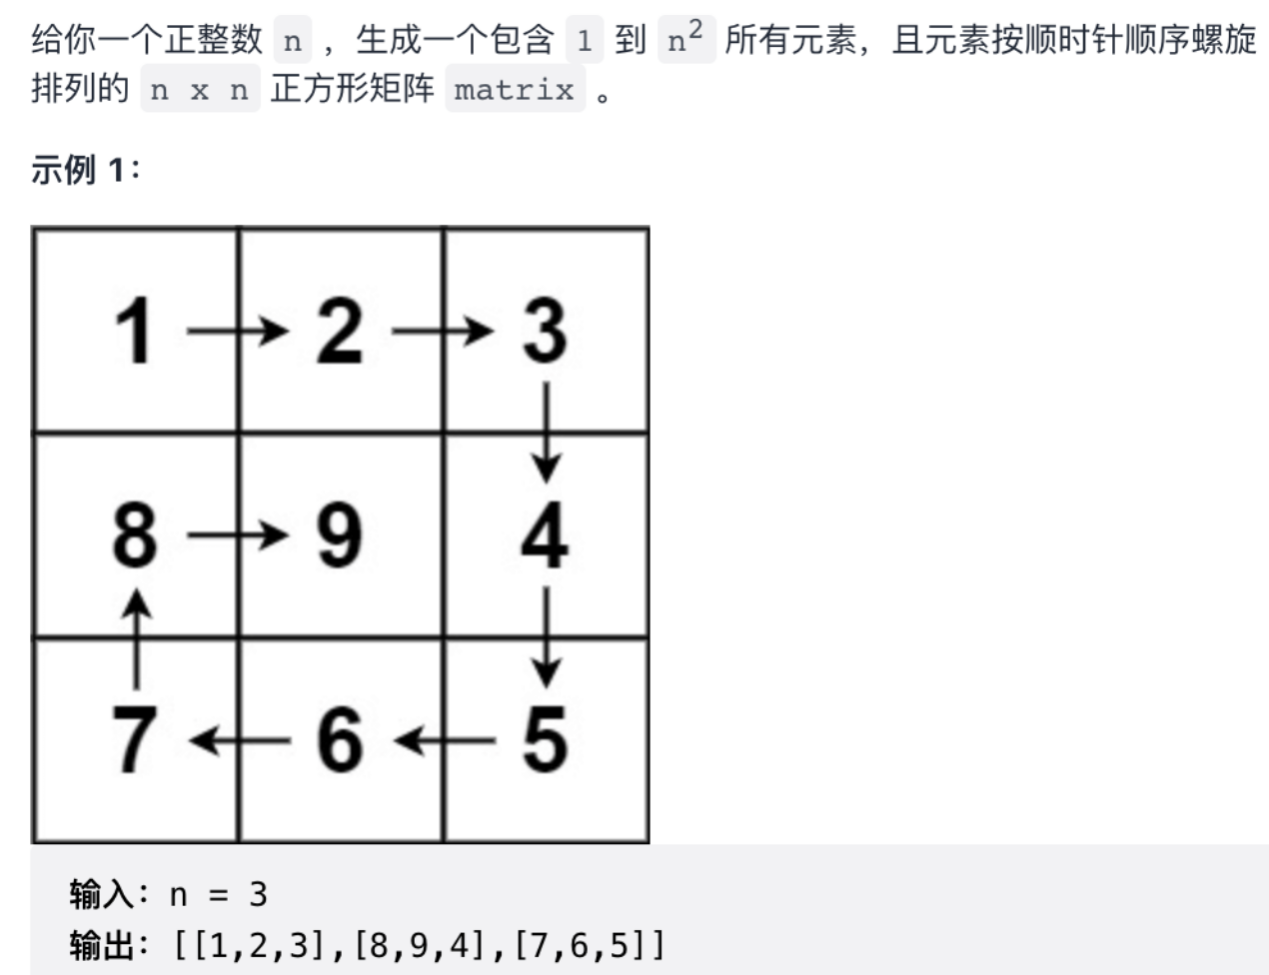 给你一个正整数 n ，生成一个包含 1 到 n² 所有元素，且元素按顺时针顺序螺旋
排列的 n x n 正方形矩阵 matrix 。
示例 1：
1 2 3
8 9 4
7 6 5
输入：n = 3
输出：[[1,2,3],[8,9,4],[7,6,5]]